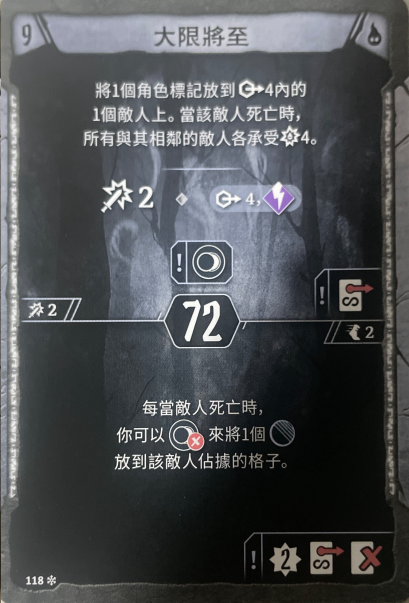 9 大限將至
將1個角色標記放到 4內的
1個敵人上。當該敵人死亡時，
所有與其相鄰的敵人各承受 4。
2 4,
!
! S
2 72 2
每當敵人死亡時，
你可以 來將1個
放到該敵人佔據的格子。
! 2 S
118